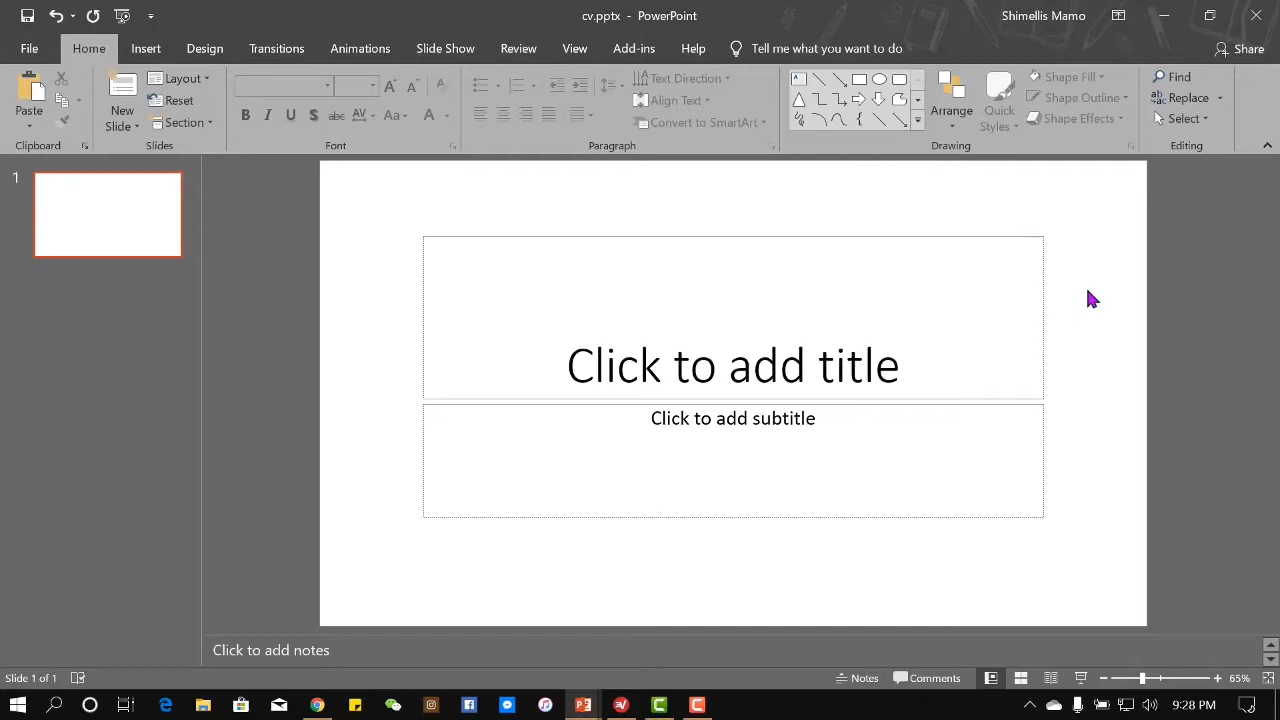 cv.pptx - PowerPoint
Shimellis Mamo
File
Home
Insert
Design
Transitions
Animations
Slide Show
Review
View
Add-ins
Help
Tell me what you want to do
Share
Paste
Clipboard
New
Slide
Layout
Reset
Section
Slides
B I U S abc AV Aa A
Font
Text Direction
Align Text
Convert to SmartArt
Paragraph
Arrange
Quick
Styles
Shape Fill
Shape Outline
Shape Effects
Drawing
Find
Replace
Select
Editing
1
Click to add title
Click to add subtitle
Click to add notes
Slide 1 of 1
Notes
Comments
65%
9:28 PM